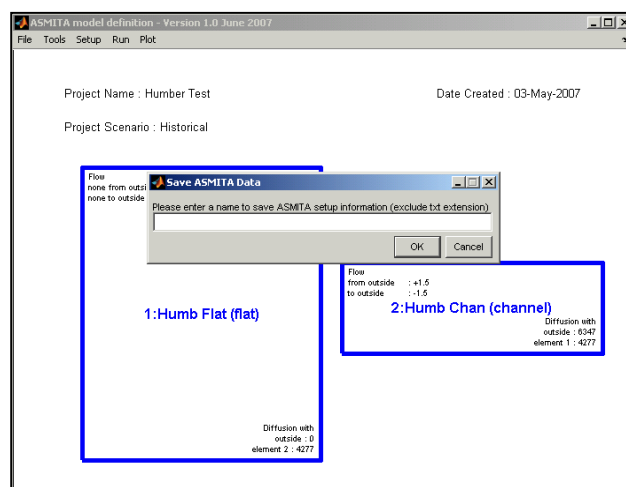 ASMITA model definition - Version 1.0 June 2007
File Tools Setup Run Plot
Project Name : Humber Test
Date Created : 03-May-2007
Project Scenario : Historical
Flow
none from outsi
none to outside
Save ASMITA Data
Please enter a name to save ASMITA setup information (exclude txt extension)
OK Cancel
1:Humb Flat (flat)
Diffusion with
outside : 0
element 2 : 4277
Flow
from outside : +1.5
to outside : -1.5
2:Humb Chan (channel)
Diffusion with
outside : 6347
element 1 : 4277